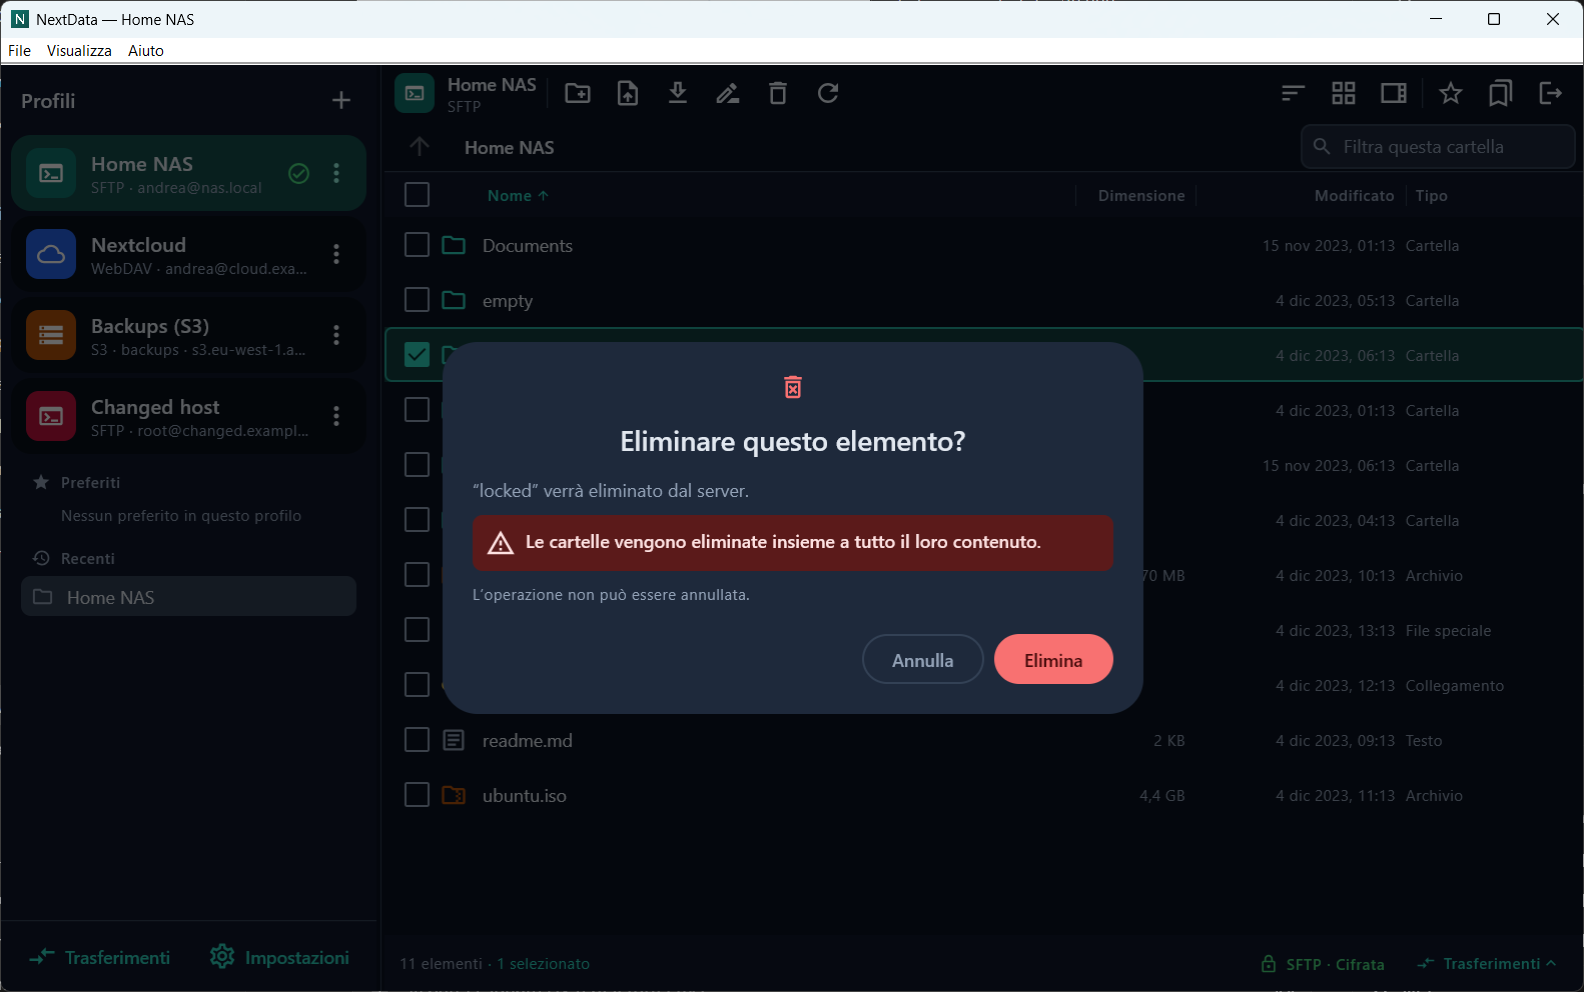 NextData — Home NAS
File Visualizza Aiuto
Profili
Home NAS
SFTP · andrea@nas.local
Nextcloud
WebDAV · andrea@cloud.exa...
Backups (S3)
S3 · backups · s3.eu-west-1.a...
Changed host
SFTP · root@changed.exampl...
Preferiti
Nessun preferito in questo profilo
Recenti
Home NAS
Trasferimenti
Impostazioni
Home NAS
SFTP
Home NAS
Filtra questa cartella
Nome ↑ Dimensione Modificato Tipo
Documents 15 nov 2023, 01:13 Cartella
empty 4 dic 2023, 05:13 Cartella
4 dic 2023, 06:13 Cartella
4 dic 2023, 01:13 Cartella
15 nov 2023, 06:13 Cartella
4 dic 2023, 04:13 Cartella
70 MB 4 dic 2023, 10:13 Archivio
4 dic 2023, 13:13 File speciale
4 dic 2023, 12:13 Collegamento
readme.md 2 KB 4 dic 2023, 09:13 Testo
ubuntu.iso 4,4 GB 4 dic 2023, 11:13 Archivio
Eliminare questo elemento?
“locked” verrà eliminato dal server.
Le cartelle vengono eliminate insieme a tutto il loro contenuto.
L’operazione non può essere annullata.
Annulla
Elimina
11 elementi · 1 selezionato
SFTP · Cifrata
Trasferimenti